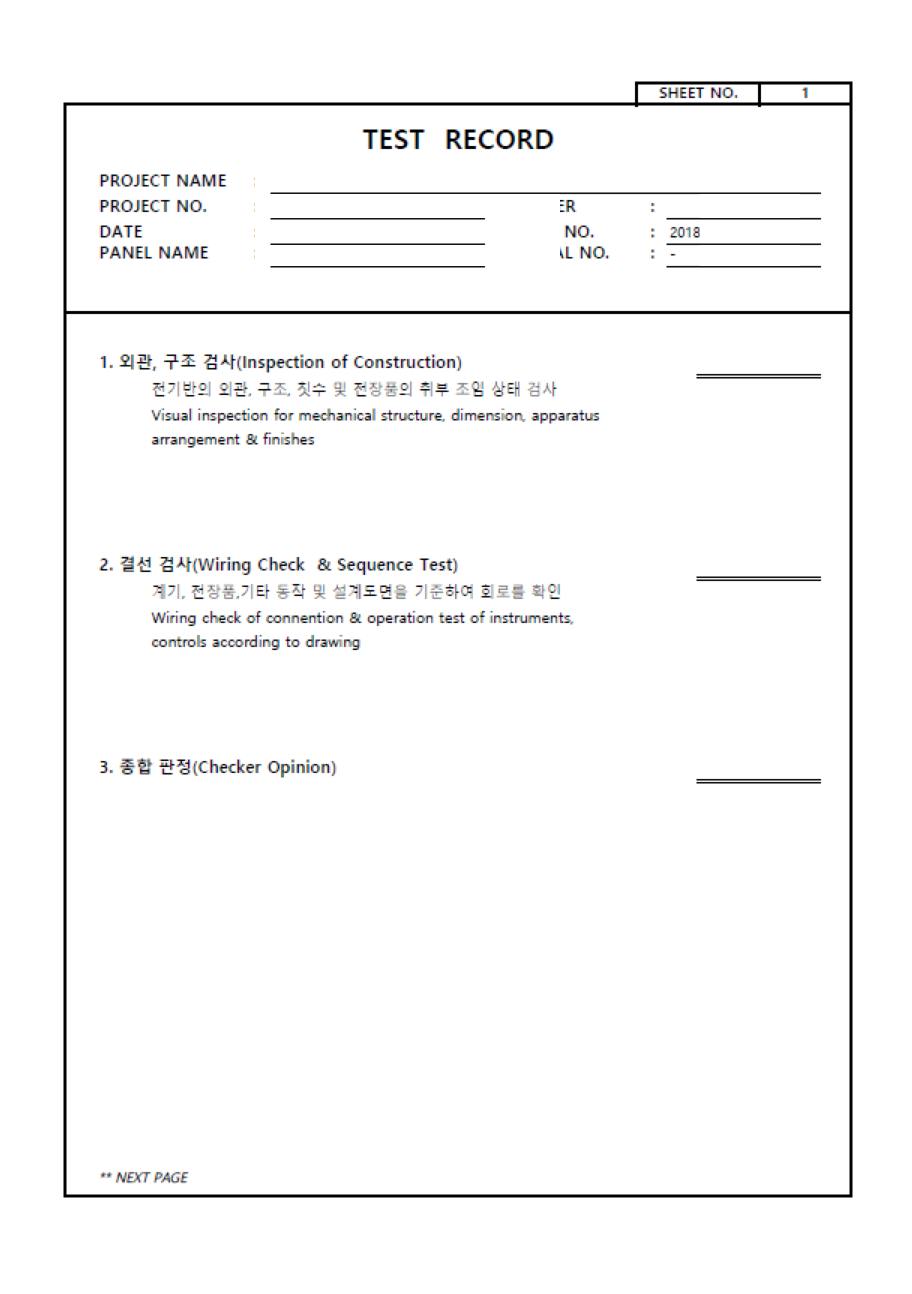 SHEET NO. 1
TEST RECORD
PROJECT NAME :
PROJECT NO. : ER :
DATE : NO. : 2018
PANEL NAME : AL NO. : -
1. 외관, 구조 검사(Inspection of Construction)
전기반의 외관, 구조, 칫수 및 전장품의 취부 조임 상태 검사
Visual inspection for mechanical structure, dimension, apparatus
arrangement & finishes
2. 결선 검사(Wiring Check & Sequence Test)
계기, 전장품,기타 동작 및 설계도면을 기준하여 회로를 확인
Wiring check of connention & operation test of instruments,
controls according to drawing
3. 종합 판정(Checker Opinion)
** NEXT PAGE